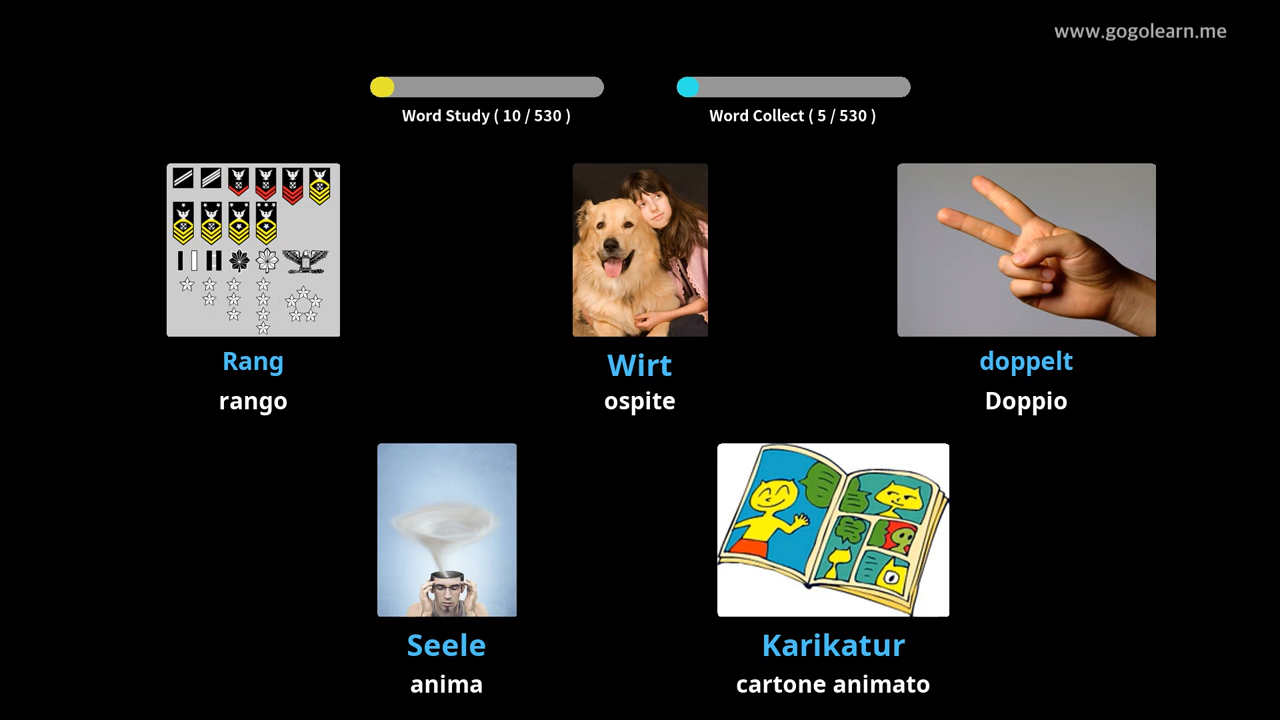 www.gogolearn.me
Word Study ( 10 / 530 )
Word Collect ( 5 / 530 )
Rang
rango
Wirt
ospite
doppelt
Doppio
Seele
anima
Karikatur
cartone animato